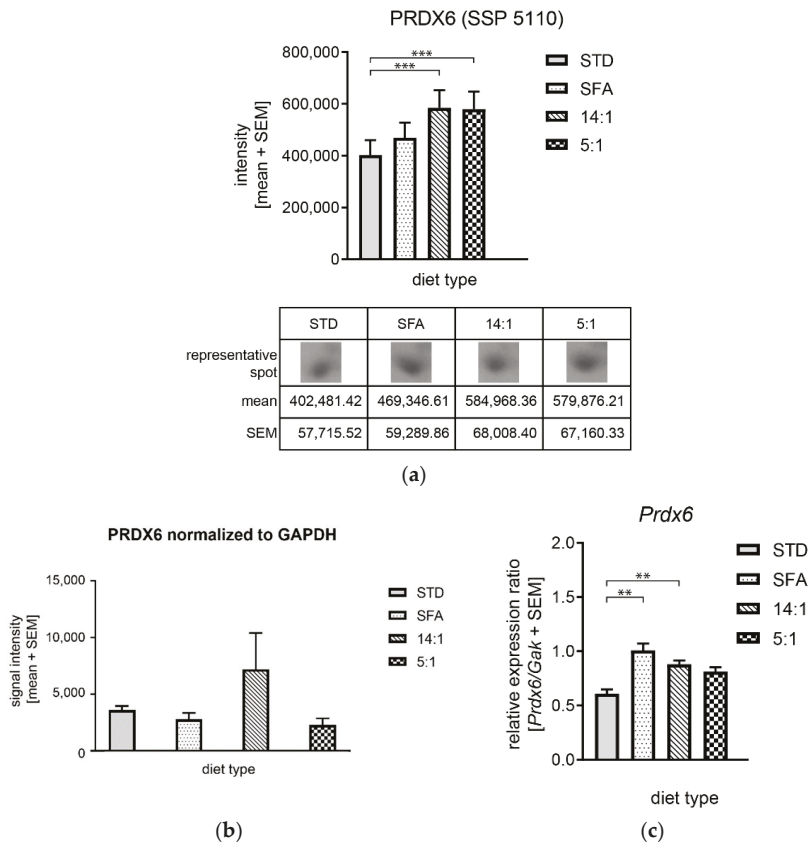 PRDX6 (SSP 5110)
800,000
600,000
400,000
200,000
0
intensity
[mean + SEM]
***
***
STD
SFA
14:1
5:1
diet type
STD SFA 14:1 5:1
representative
spot
mean 402,481.42 469,346.61 584,968.36 579,876.21
SEM 57,715.52 59,289.86 68,008.40 67,160.33
(a)
PRDX6 normalized to GAPDH
15,000
10,000
5,000
0
signal intensity
[mean + SEM]
STD
SFA
14:1
5:1
diet type
(b)
Prdx6
2.0
1.5
1.0
0.5
0.0
relative expression ratio
[Prdx6/Gak + SEM]
**
**
STD
SFA
14:1
5:1
diet type
(c)